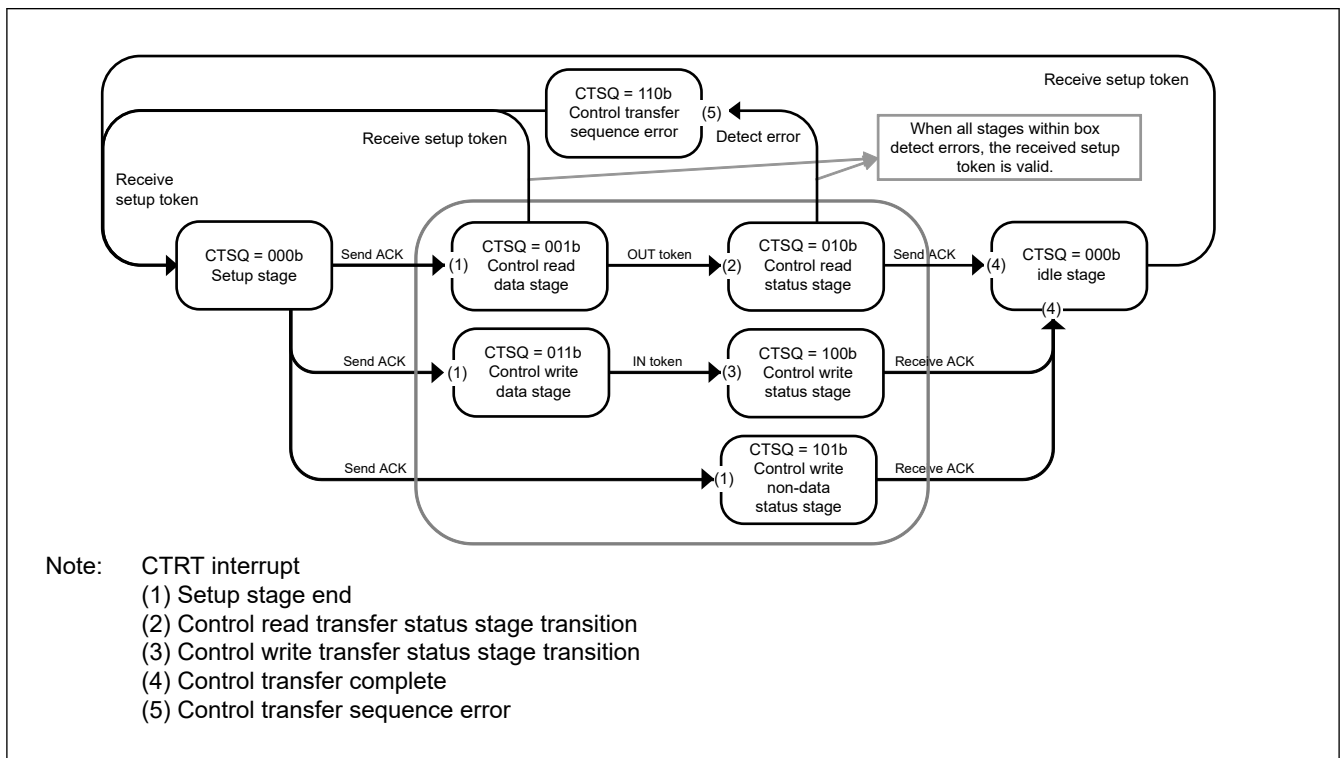 Receive setup token
CTSQ = 110b
Control transfer
sequence error
(5)
Detect error
Receive setup token
When all stages within box
detect errors, the received setup
token is valid.
Receive
setup token
CTSQ = 000b
Setup stage
Send ACK
(1)
CTSQ = 001b
Control read
data stage
OUT token
(2)
CTSQ = 010b
Control read
status stage
Send ACK
(4)
CTSQ = 000b
idle stage
(4)
Send ACK
(1)
CTSQ = 011b
Control write
data stage
IN token
(3)
CTSQ = 100b
Control write
status stage
Receive ACK
Send ACK
(1)
CTSQ = 101b
Control write
non-data
status stage
Receive ACK
Note: CTRT interrupt
(1) Setup stage end
(2) Control read transfer status stage transition
(3) Control write transfer status stage transition
(4) Control transfer complete
(5) Control transfer sequence error